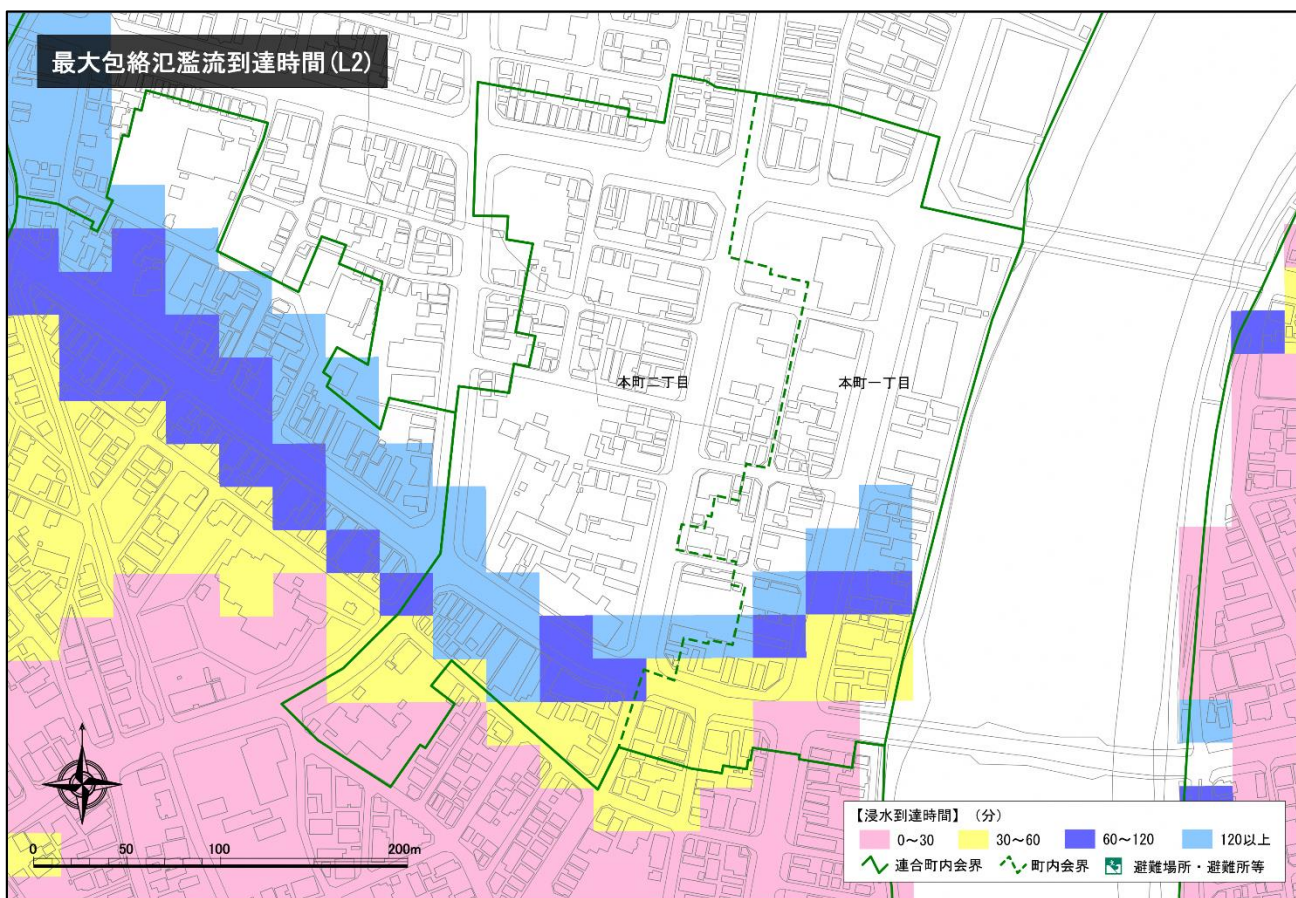 最大包絡氾濫流到達時間(L2)
本町二丁目
本町一丁目
0 50 100 200m
【浸水到達時間】（分）
0～30 30～60 60～120 120以上
連合町内会界 町内会界 避難場所・避難所等